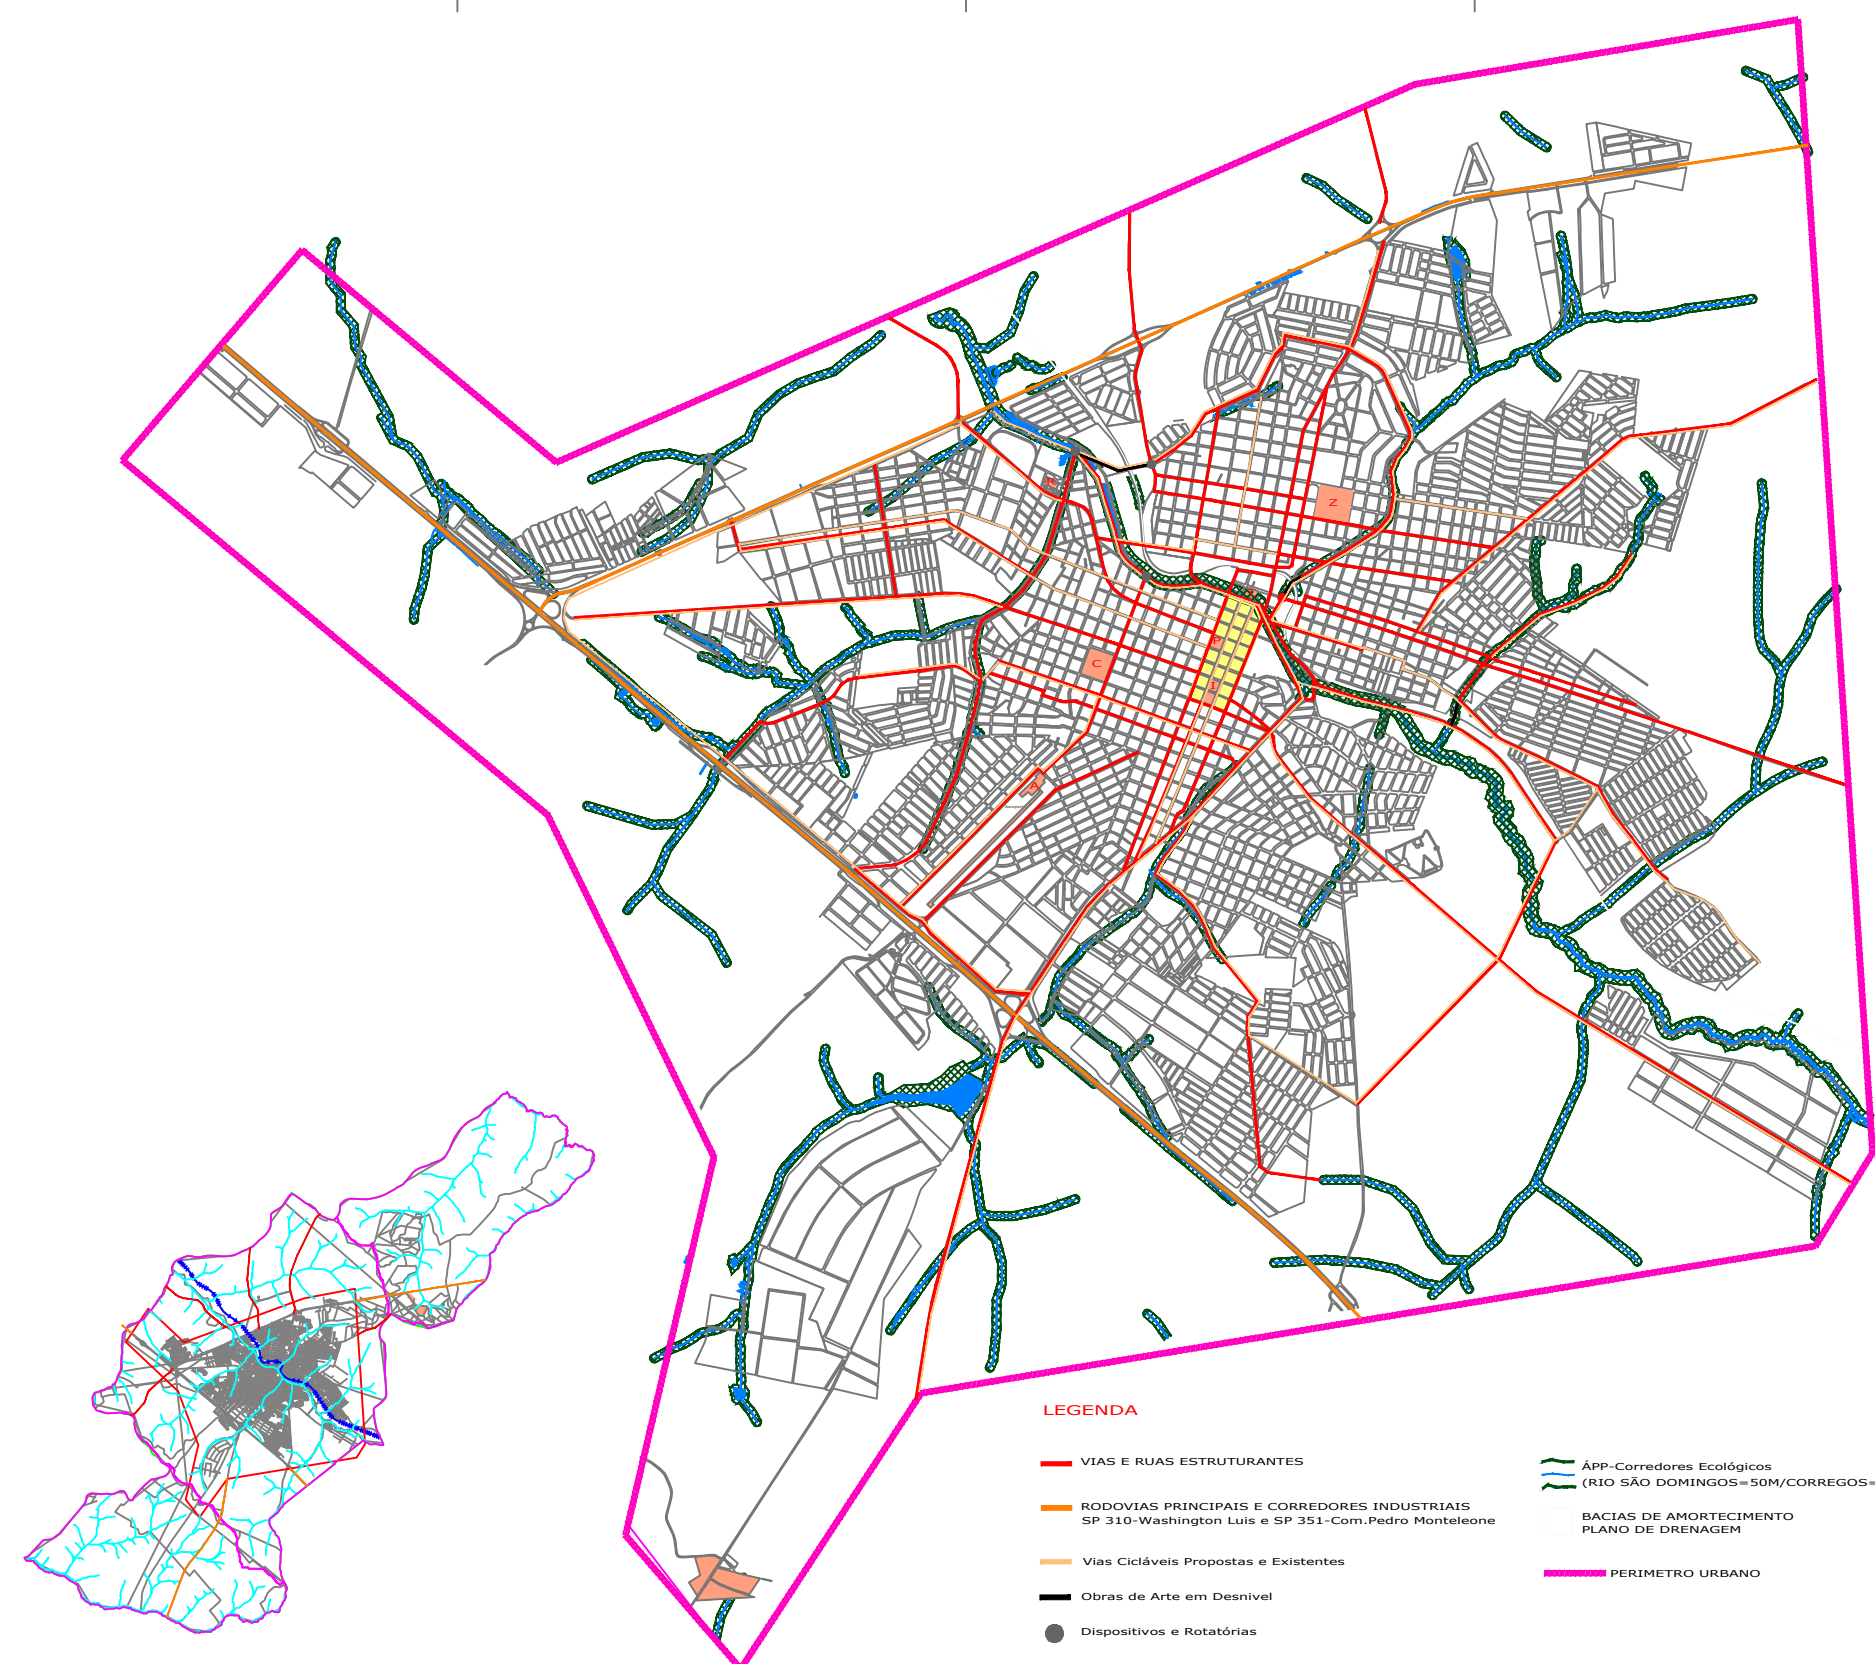 Z
C
A
LEGENDA
VIAS E RUAS ESTRUTURANTES
RODOVIAS PRINCIPAIS E CORREDORES INDUSTRIAIS
SP 310-Washington Luis e SP 351-Com.Pedro Monteleone
Vias Cicláveis Propostas e Existentes
Obras de Arte em Desnivel
Dispositivos e Rotatórias
ÁPP-Corredores Ecológicos
(RIO SÃO DOMINGOS=50M/CORREGOS=
BACIAS DE AMORTECIMENTO
PLANO DE DRENAGEM
PERIMETRO URBANO